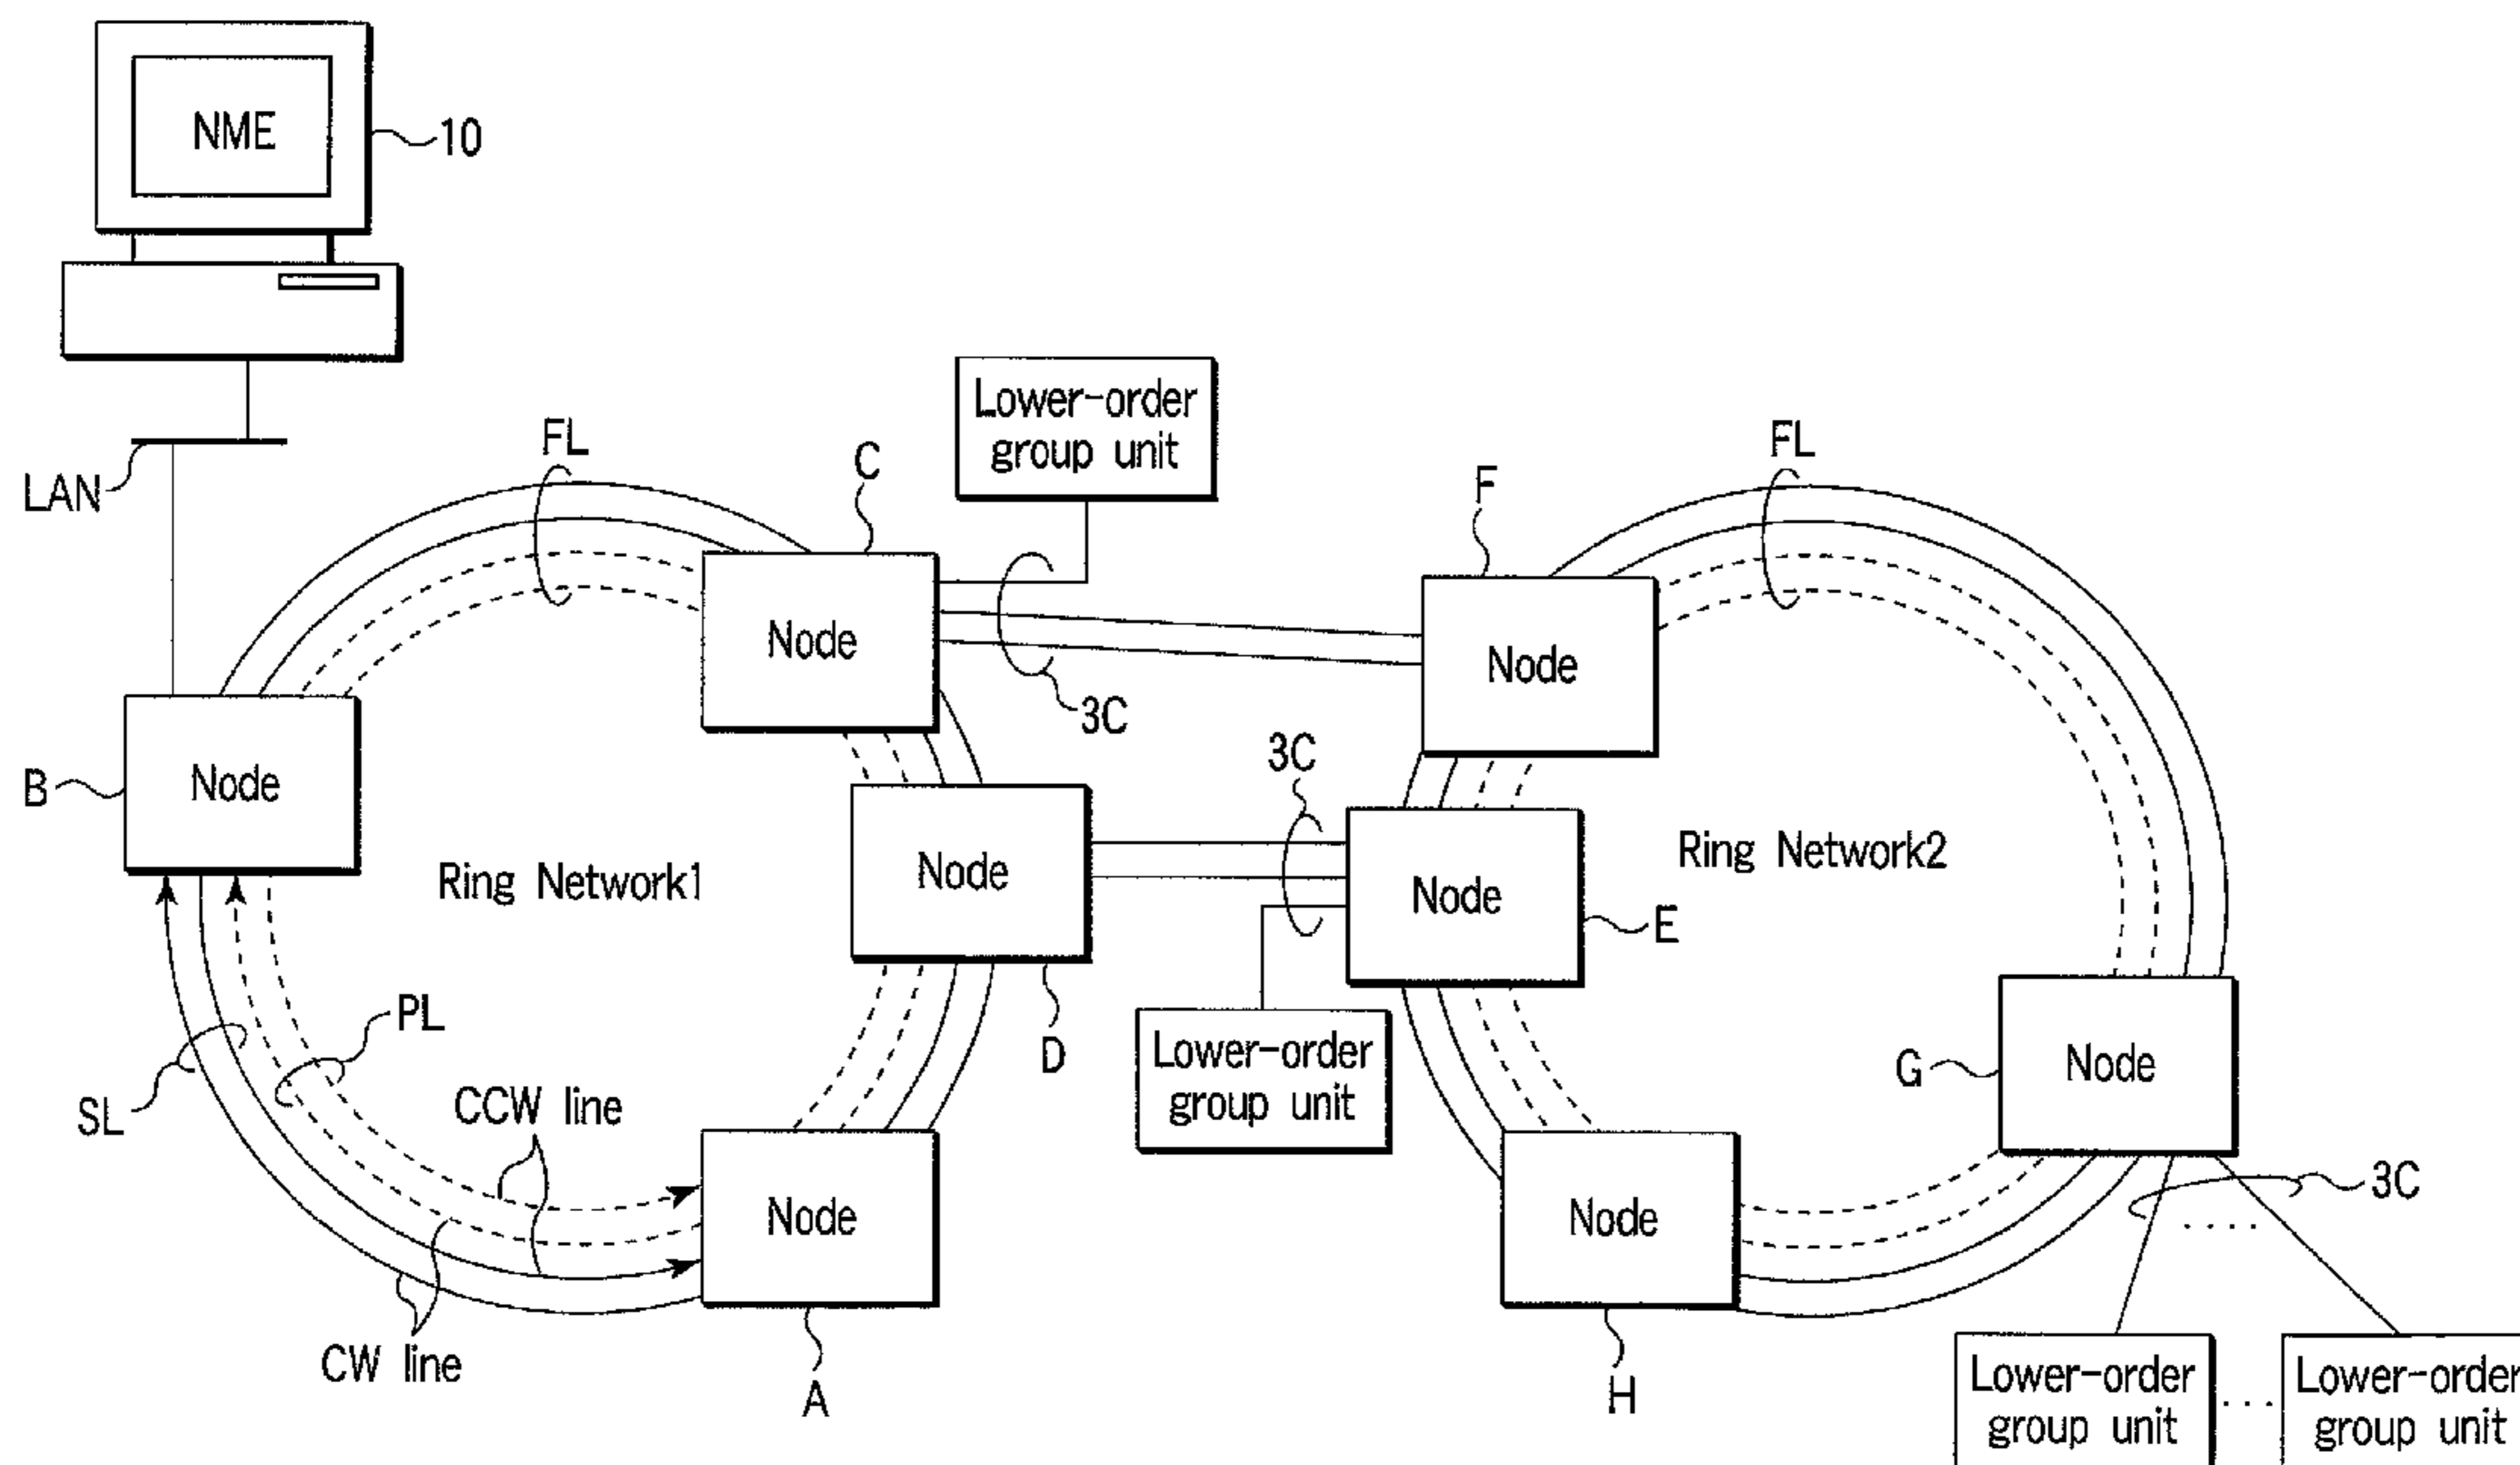 NME
10
Lower-order
group unit
FL
FL
C
F
LAN
Node
Node
3C
3C
B
Node
Ring Network1
Node
Node
Ring Network2
E
PL
D
Lower-order
group unit
G
Node
SL
CCW line
3C
Node
Node
CW line
A
H
Lower-order
group unit
....
...
Lower-order
group unit